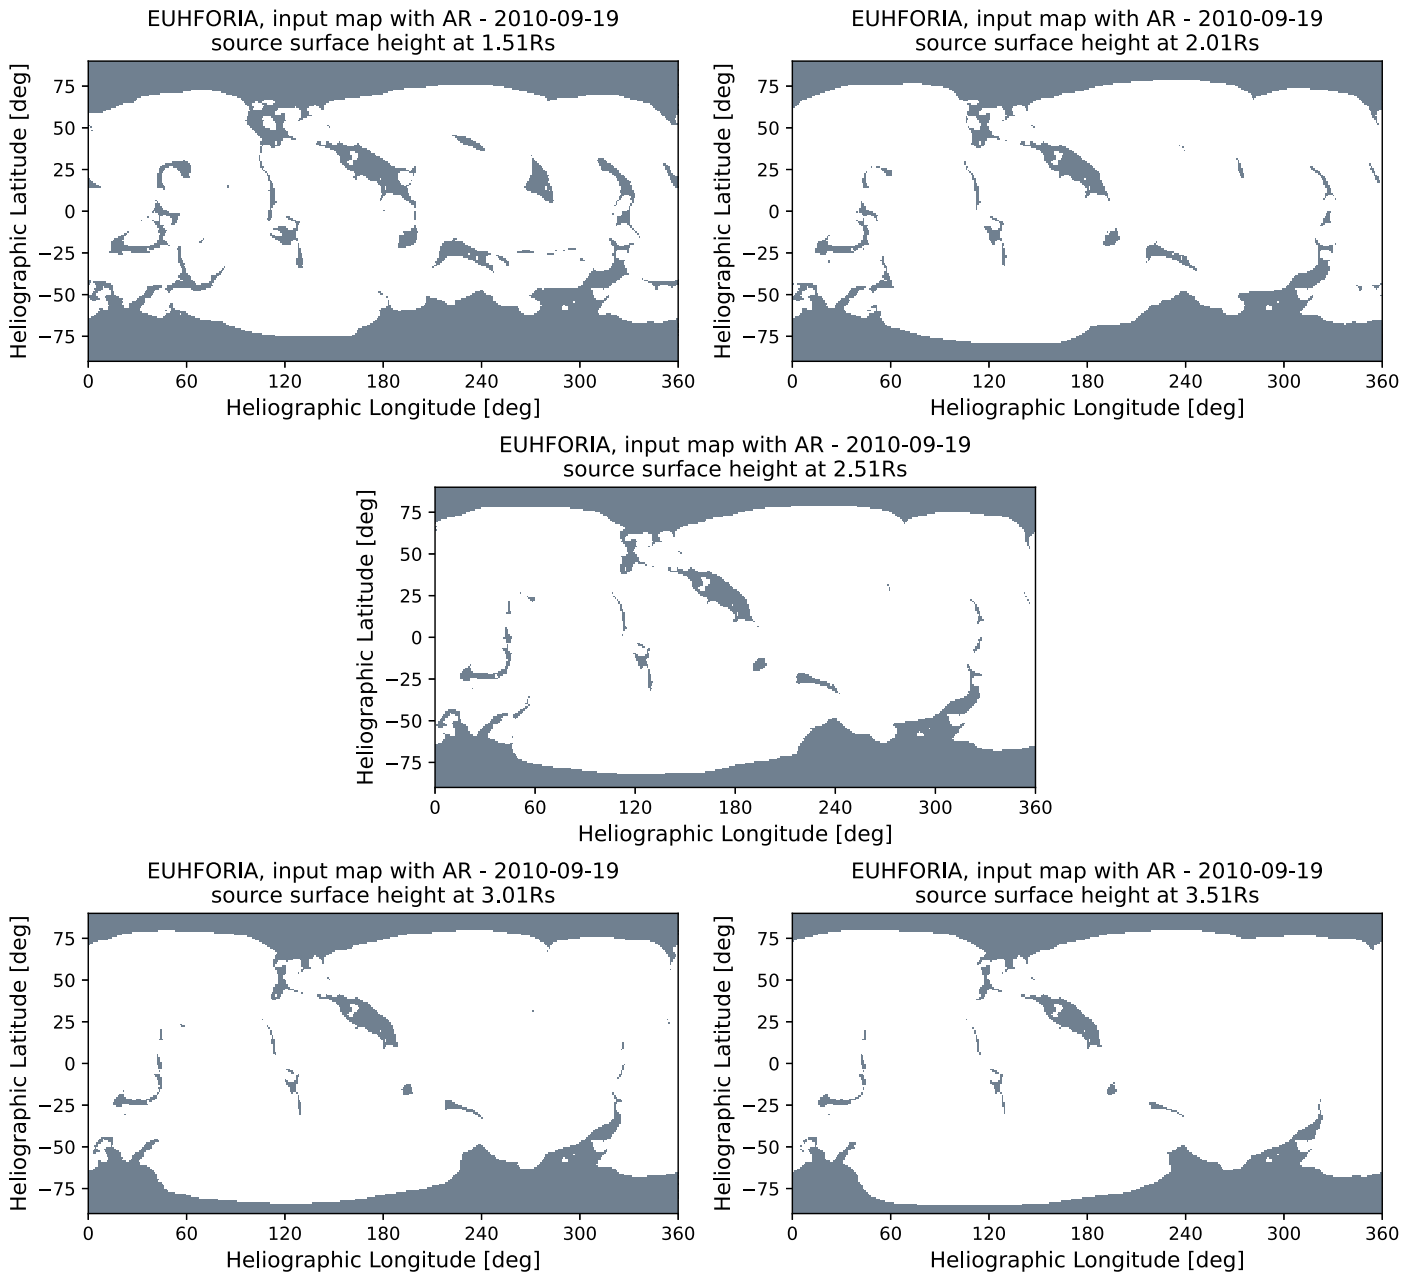 EUHFORIA, input map with AR - 2010-09-19
source surface height at 1.51Rs
Heliographic Latitude [deg]
75
50
25
0
−25
−50
−75
0 60 120 180 240 300 360
Heliographic Longitude [deg]
EUHFORIA, input map with AR - 2010-09-19
source surface height at 2.01Rs
Heliographic Latitude [deg]
75
50
25
0
−25
−50
−75
0 60 120 180 240 300 360
Heliographic Longitude [deg]
EUHFORIA, input map with AR - 2010-09-19
source surface height at 2.51Rs
Heliographic Latitude [deg]
75
50
25
0
−25
−50
−75
0 60 120 180 240 300 360
Heliographic Longitude [deg]
EUHFORIA, input map with AR - 2010-09-19
source surface height at 3.01Rs
Heliographic Latitude [deg]
75
50
25
0
−25
−50
−75
0 60 120 180 240 300 360
Heliographic Longitude [deg]
EUHFORIA, input map with AR - 2010-09-19
source surface height at 3.51Rs
Heliographic Latitude [deg]
75
50
25
0
−25
−50
−75
0 60 120 180 240 300 360
Heliographic Longitude [deg]